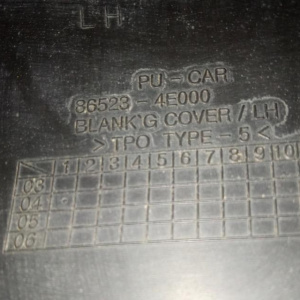 LH
PU - CAR
86523 - 4E000
BLANK'G COVER / LH
> TPO TYPE - 5 <
1 2 3 4 5 6 7 8 9 10
03
04
05
06